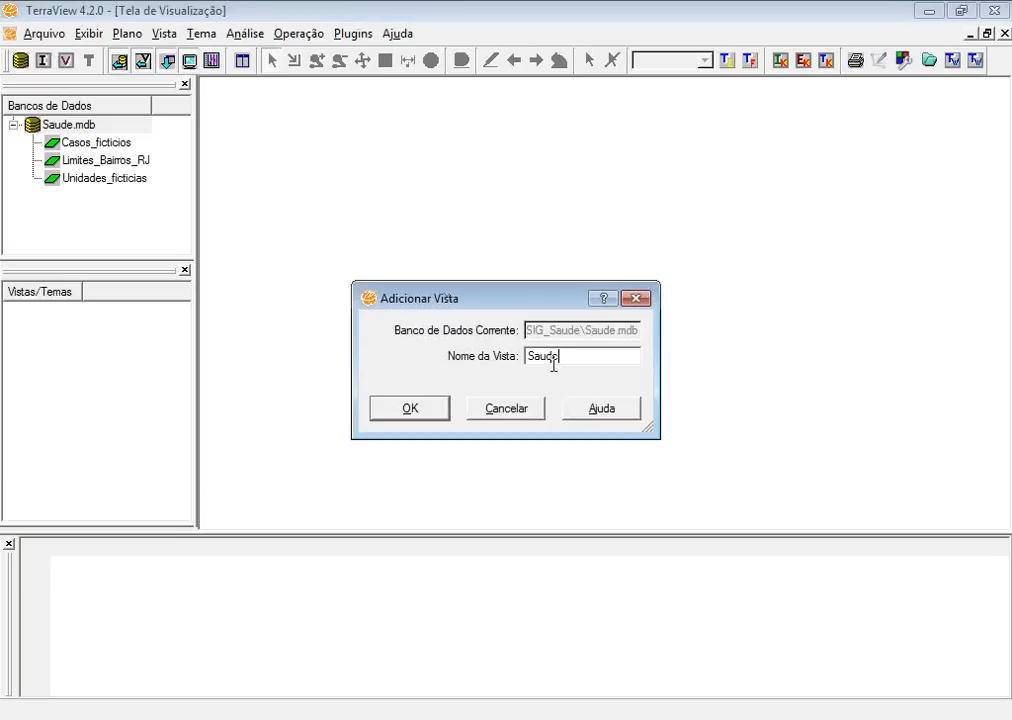 TerraView 4.2.0 - [Tela de Visualização]
Arquivo Exibir Plano Vista Tema Análise Operação Plugins Ajuda
Bancos de Dados
Saude.mdb
Casos_ficticios
Limites_Bairros_RJ
Unidades_ficticias
Vistas/Temas
Adicionar Vista
Banco de Dados Corrente: SIG_Saude\Saude.mdb
Nome da Vista: Saude
OK Cancelar Ajuda